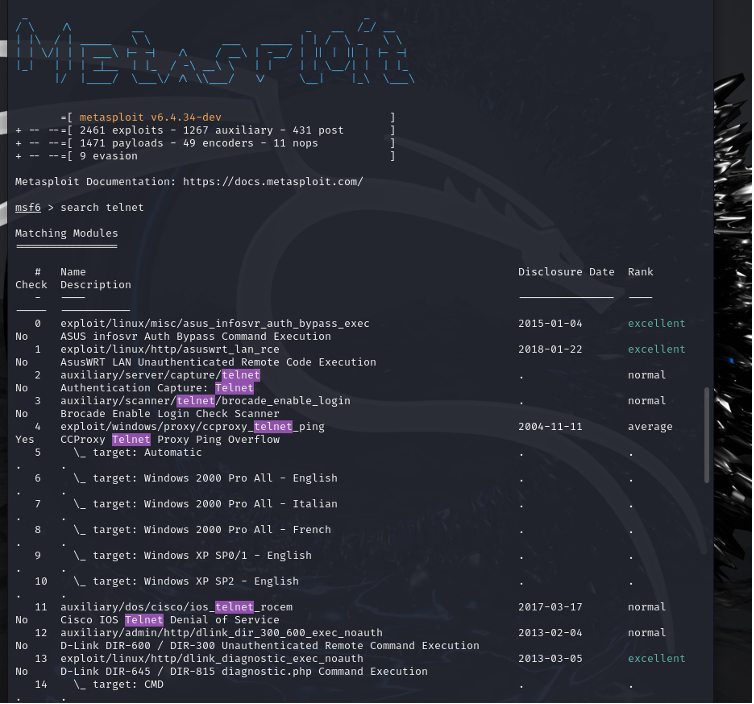 =[ metasploit v6.4.34-dev ]
+ -- --=[ 2461 exploits - 1267 auxiliary - 431 post ]
+ -- --=[ 1471 payloads - 49 encoders - 11 nops ]
+ -- --=[ 9 evasion ]
Metasploit Documentation: https://docs.metasploit.com/
msf6 > search telnet
Matching Modules
================
# Name Disclosure Date Rank
Check Description
- ---- --------------- ----
----- -----------
0 exploit/linux/misc/asus_infosvr_auth_bypass_exec 2015-01-04 excellent
No ASUS infosvr Auth Bypass Command Execution
1 exploit/linux/http/asuswrt_lan_rce 2018-01-22 excellent
No AsusWRT LAN Unauthenticated Remote Code Execution
2 auxiliary/server/capture/telnet . normal
No Authentication Capture: Telnet
3 auxiliary/scanner/telnet/brocade_enable_login . normal
No Brocade Enable Login Check Scanner
4 exploit/windows/proxy/ccproxy_telnet_ping 2004-11-11 average
Yes CCProxy Telnet Proxy Ping Overflow
5 \_ target: Automatic . .
. .
6 \_ target: Windows 2000 Pro All - English . .
. .
7 \_ target: Windows 2000 Pro All - Italian . .
. .
8 \_ target: Windows 2000 Pro All - French . .
. .
9 \_ target: Windows XP SP0/1 - English . .
. .
10 \_ target: Windows XP SP2 - English . .
. .
11 auxiliary/dos/cisco/ios_telnet_rocem 2017-03-17 normal
No Cisco IOS Telnet Denial of Service
12 auxiliary/admin/http/dlink_dir_300_600_exec_noauth 2013-02-04 normal
No D-Link DIR-600 / DIR-300 Unauthenticated Remote Command Execution
13 exploit/linux/http/dlink_diagnostic_exec_noauth 2013-03-05 excellent
No D-Link DIR-645 / DIR-815 diagnostic.php Command Execution
14 \_ target: CMD . .
. .